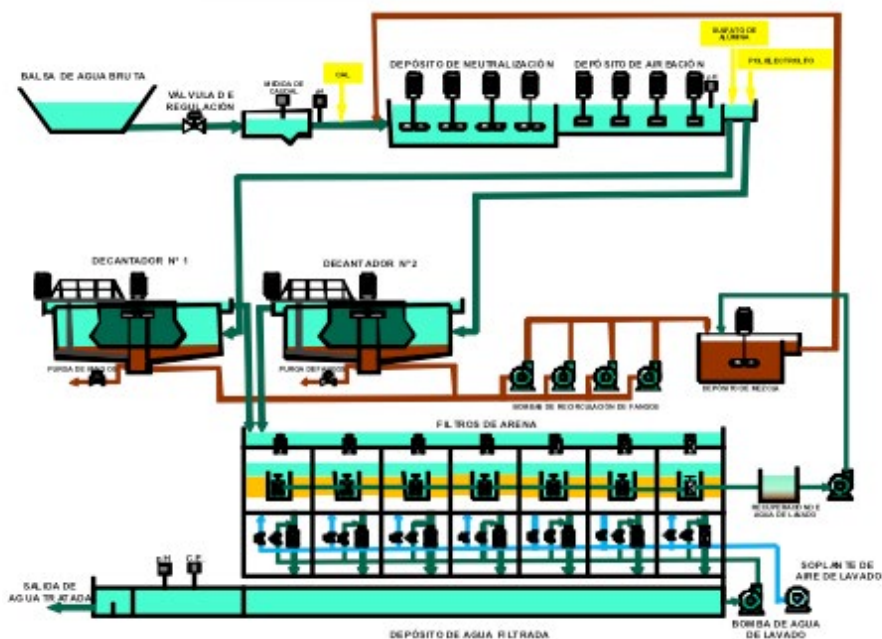 SULFATO DE
ALUMINA
POLIELECTROLITO
CAL
DEPÓSITO DE NEUTRALIZACIÓN
DEPÓSITO DE AIREACIÓN
BALSA DE AGUA BRUTA
VÁLVULA DE
REGULACIÓN
MEDIDA DE
CAUDAL
DECANTADOR Nº 1
DECANTADOR Nº2
PURGA DE FANGOS
PURGA DE FANGOS
BOMBAS DE RECIRCULACIÓN DE FANGOS
DEPÓSITO DE MEZCLA
FILTROS DE ARENA
AGUA DE LAVADO
SALIDA DE
AGUA TRATADA
SOPLANTE DE
AIRE DE LAVADO
BOMBA DE AGUA
DE LAVADO
DEPÓSITO DE AGUA FILTRADA